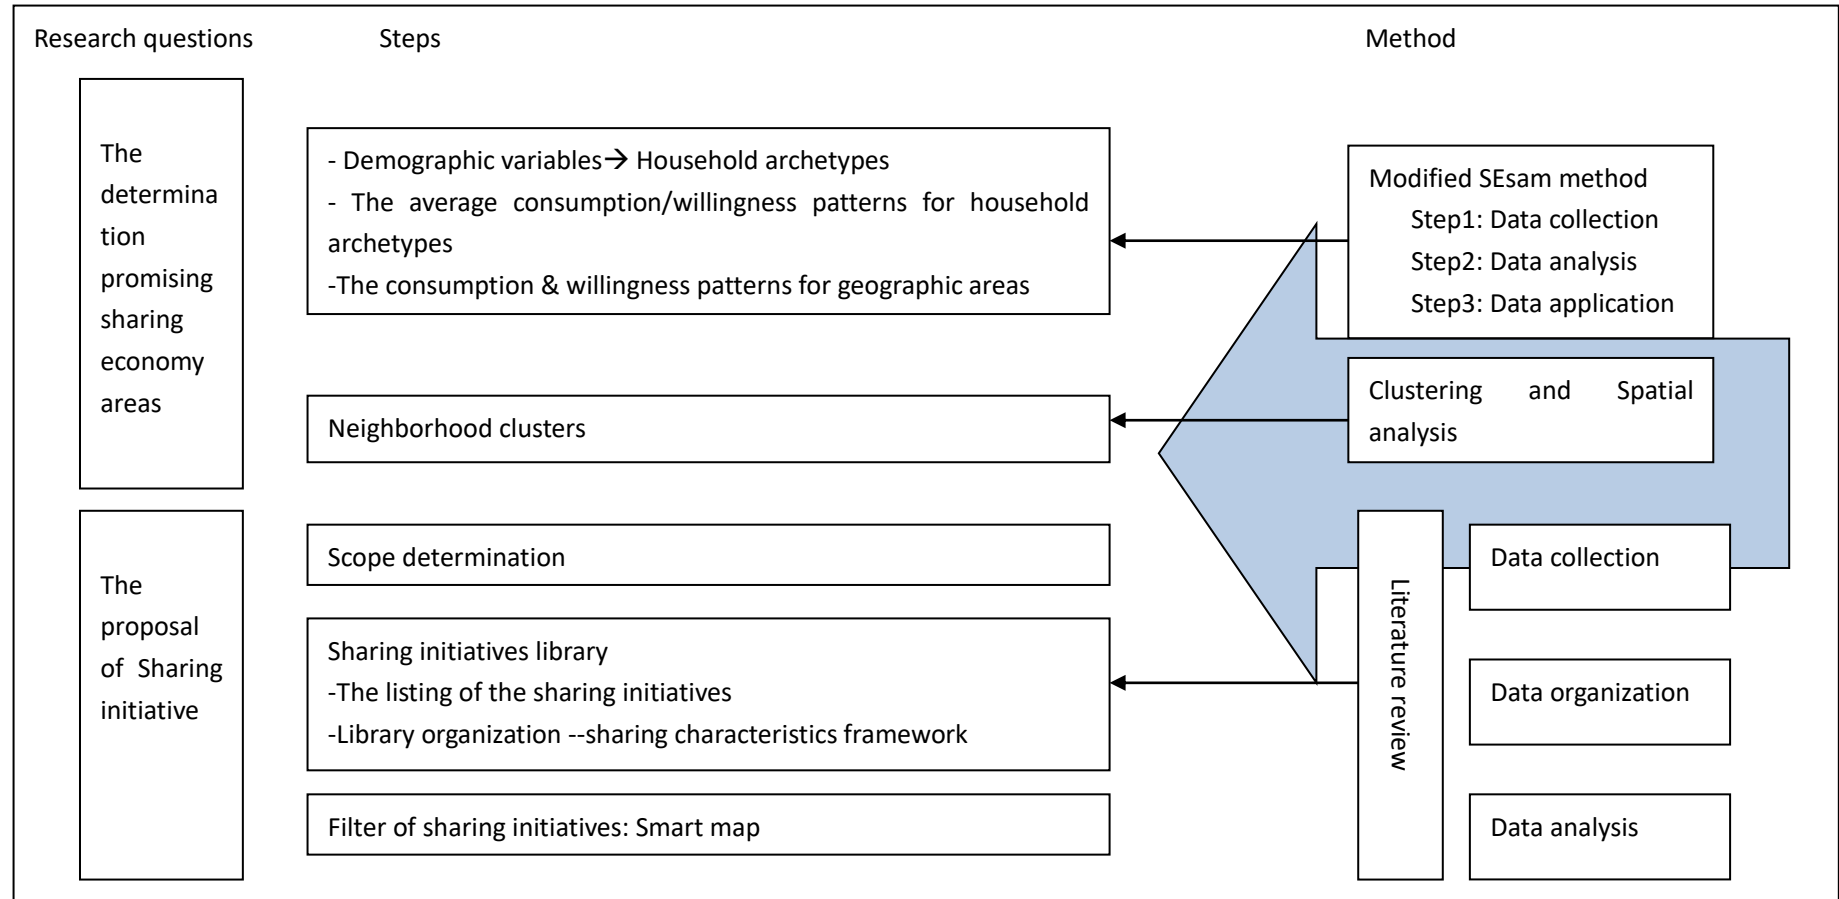 Research questions
Steps
Method
The
determina
tion
promising
sharing
economy
areas
- Demographic variables→ Household archetypes
- The average consumption/willingness patterns for household
archetypes
-The consumption & willingness patterns for geographic areas
Modified SEsam method
Step1: Data collection
Step2: Data analysis
Step3: Data application
Neighborhood clusters
Clustering and Spatial
analysis
The
proposal
of Sharing
initiative
Scope determination
Sharing initiatives library
-The listing of the sharing initiatives
-Library organization --sharing characteristics framework
Filter of sharing initiatives: Smart map
Literature review
Data collection
Data organization
Data analysis